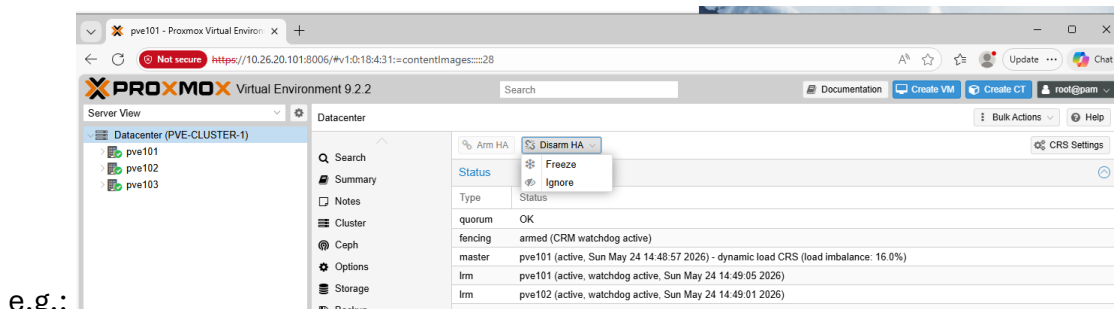 pve101 - Proxmox Virtual Environ
Not secure https://10.26.20.101:8006/#v1:0:18:4:31:=contentImages:::::28
Update
Chat
PROXMOX Virtual Environment 9.2.2
Search
Documentation
Create VM
Create CT
root@pam
Server View
Datacenter
Bulk Actions
Help
Datacenter (PVE-CLUSTER-1)
pve101
pve102
pve103
Search
Summary
Notes
Cluster
Ceph
Options
Storage
Arm HA
Disarm HA
CRS Settings
Freeze
Ignore
Status
Type Status
quorum OK
fencing armed (CRM watchdog active)
master pve101 (active, Sun May 24 14:48:57 2026) - dynamic load CRS (load imbalance: 16.0%)
lrm pve101 (active, watchdog active, Sun May 24 14:49:05 2026)
lrm pve102 (active, watchdog active, Sun May 24 14:49:01 2026)
e.g.: